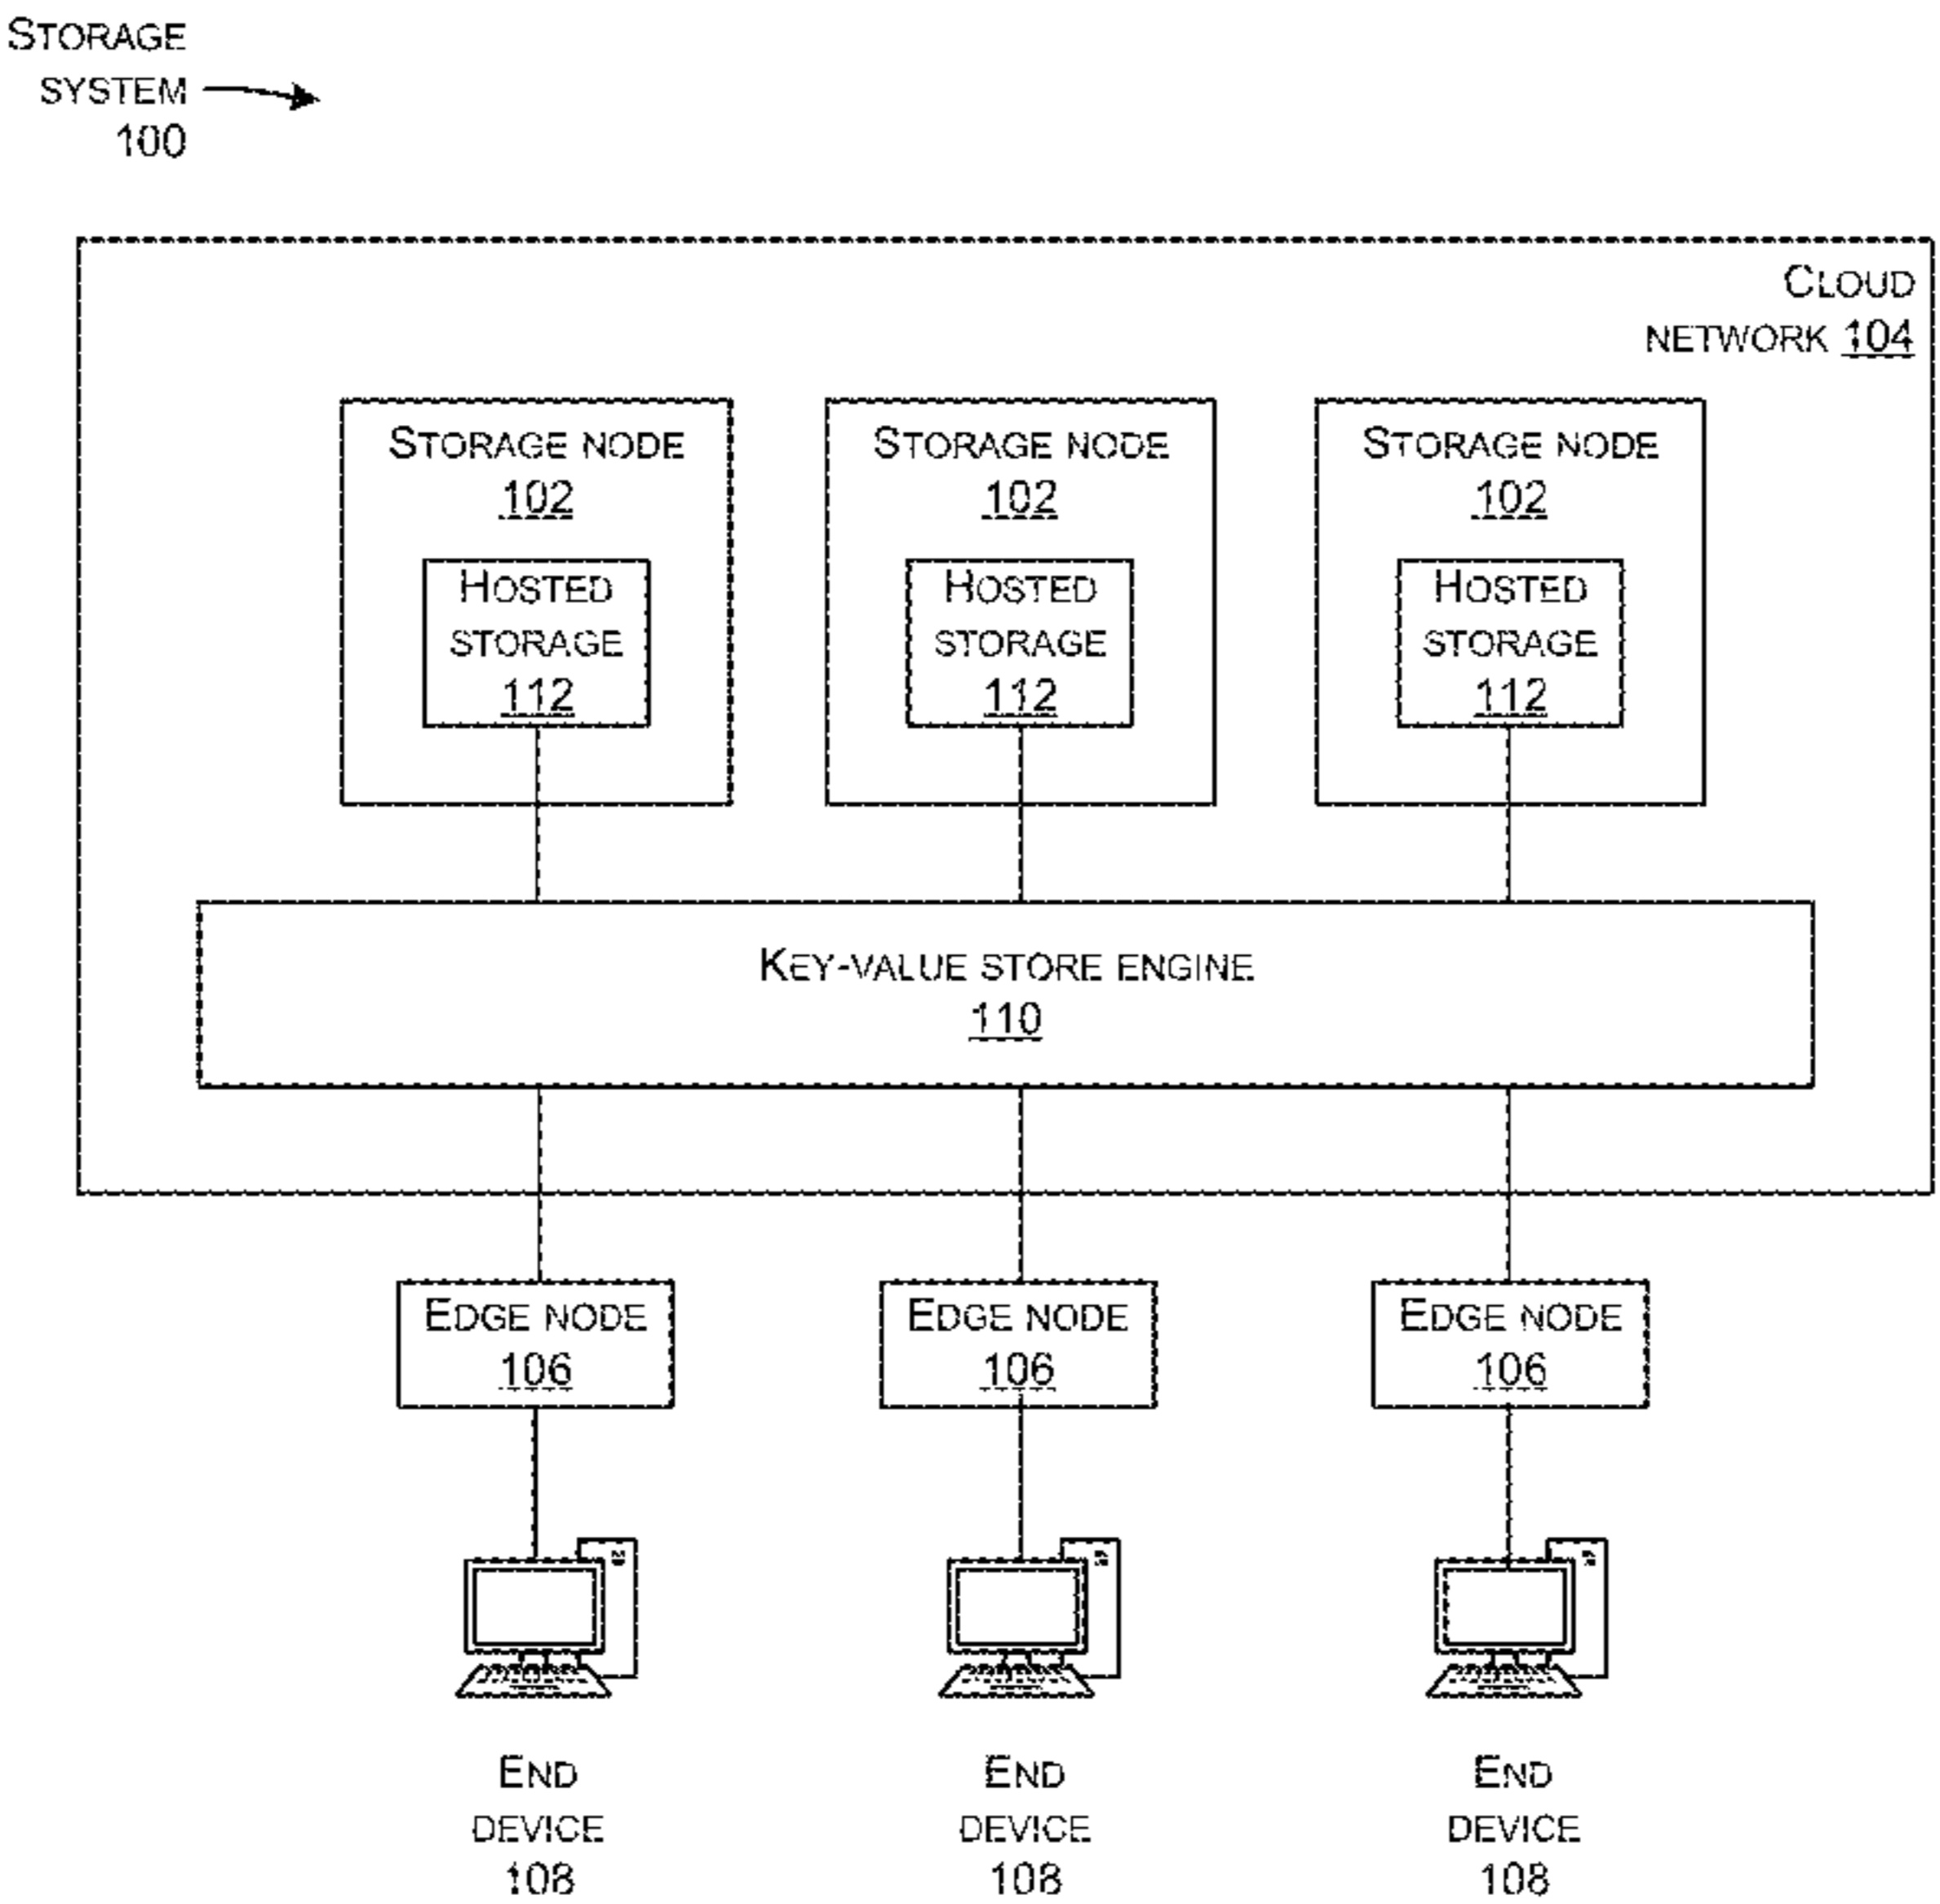 STORAGE
SYSTEM
100
CLOUD
NETWORK 104
STORAGE NODE
102
HOSTED
STORAGE
112
STORAGE NODE
102
HOSTED
STORAGE
112
STORAGE NODE
102
HOSTED
STORAGE
112
KEY-VALUE STORE ENGINE
110
EDGE NODE
106
EDGE NODE
106
EDGE NODE
106
END
DEVICE
108
END
DEVICE
108
END
DEVICE
108